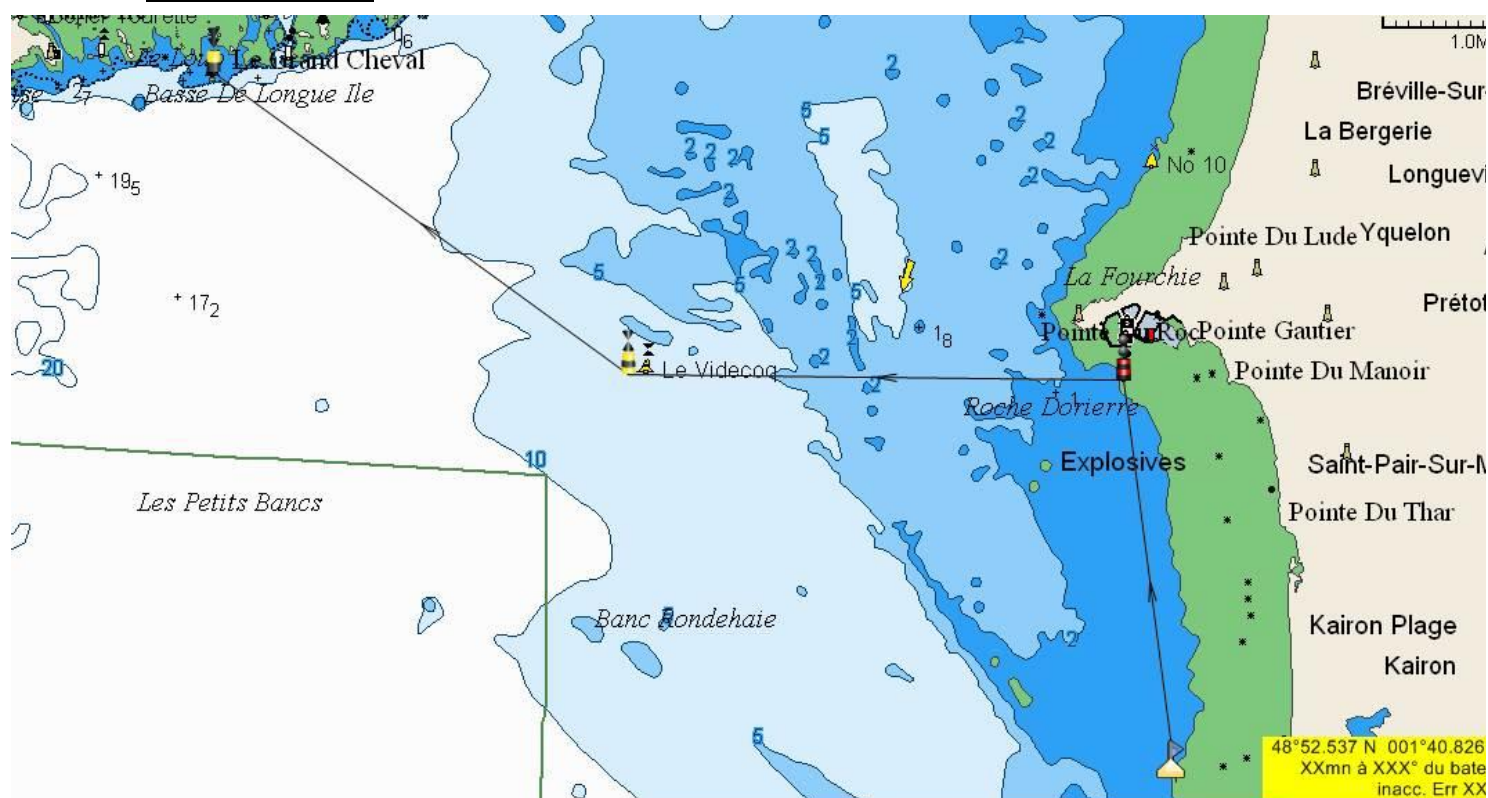 Le Grand Cheval
Basse De Longue Ile
1.0M
Bréville-Sur-
La Bergerie
No 10
Longuevi
19₅
Pointe Du Lude
Yquelon
La Fourchie
17₂
Prétot
1₈
Pointe Du Roc
Pointe Gautier
20
Le Videcoq
Pointe Du Manoir
Roche Dorierre
10
Explosives
Saint-Pair-Sur-M
Les Petits Bancs
Pointe Du Thar
Banc Rondehaie
Kairon Plage
Kairon
5
48°52.537 N 001°40.826
XXmn à XXX° du bate
inacc. Err XX